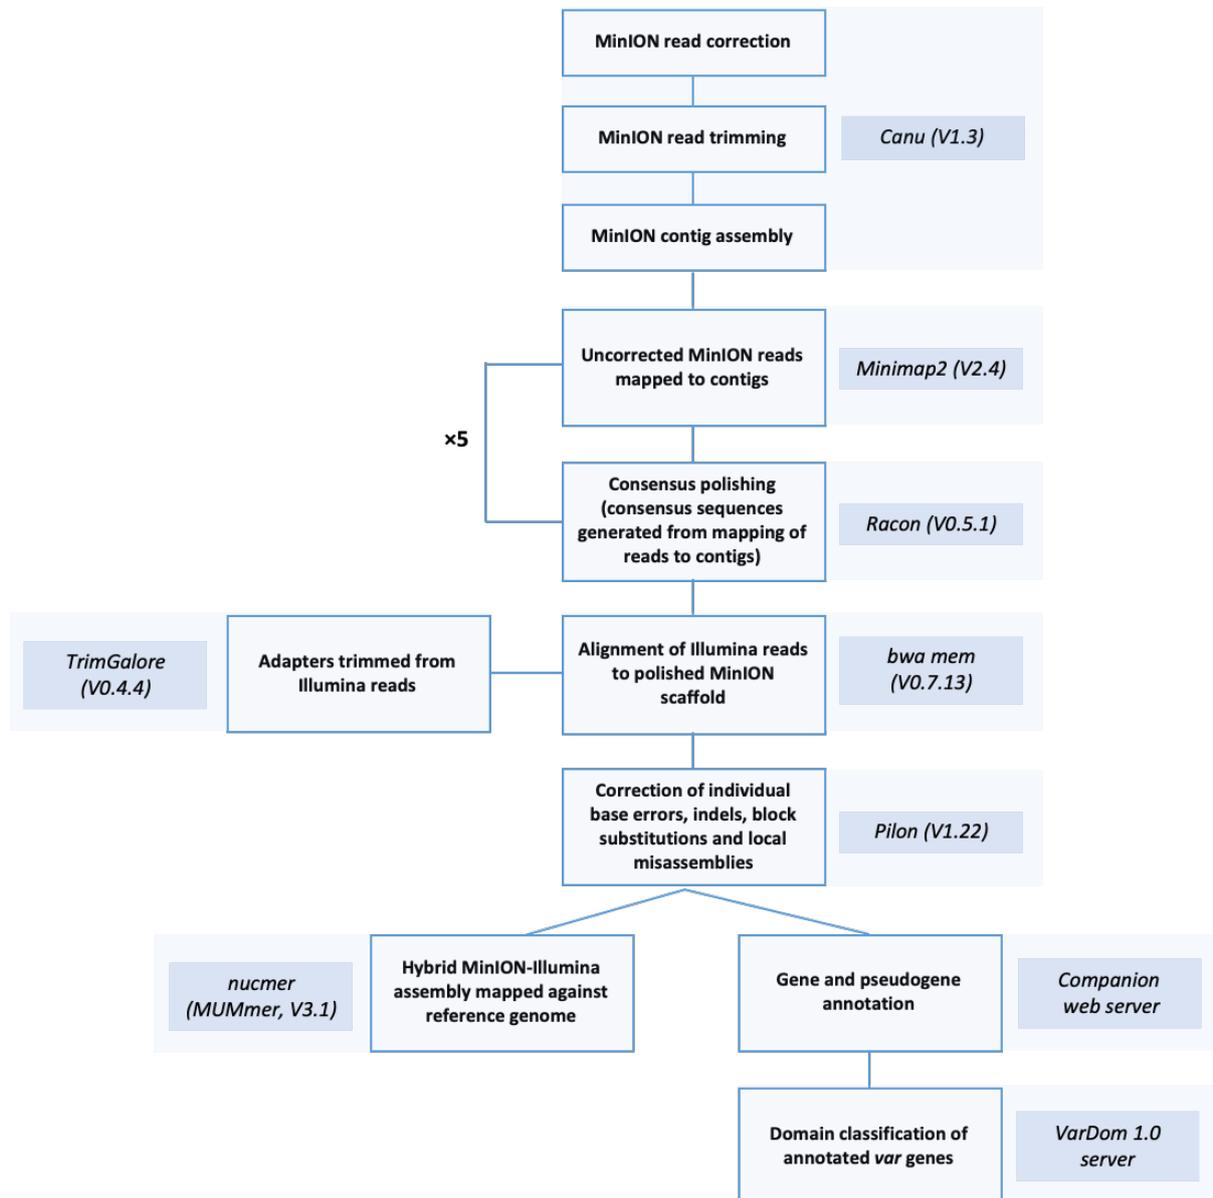 MinION read correction
MinION read trimming
Canu (V1.3)
MinION contig assembly
Uncorrected MinION reads
mapped to contigs
Minimap2 (V2.4)
×5
Consensus polishing
(consensus sequences
generated from mapping of
reads to contigs)
Racon (V0.5.1)
TrimGalore
(V0.4.4)
Adapters trimmed from
Illumina reads
Alignment of Illumina reads
to polished MinION
scaffold
bwa mem
(V0.7.13)
Correction of individual
base errors, indels, block
substitutions and local
misassemblies
Pilon (V1.22)
nucmer
(MUMmer, V3.1)
Hybrid MinION-Illumina
assembly mapped against
reference genome
Gene and pseudogene
annotation
Companion
web server
Domain classification of
annotated var genes
VarDom 1.0
server